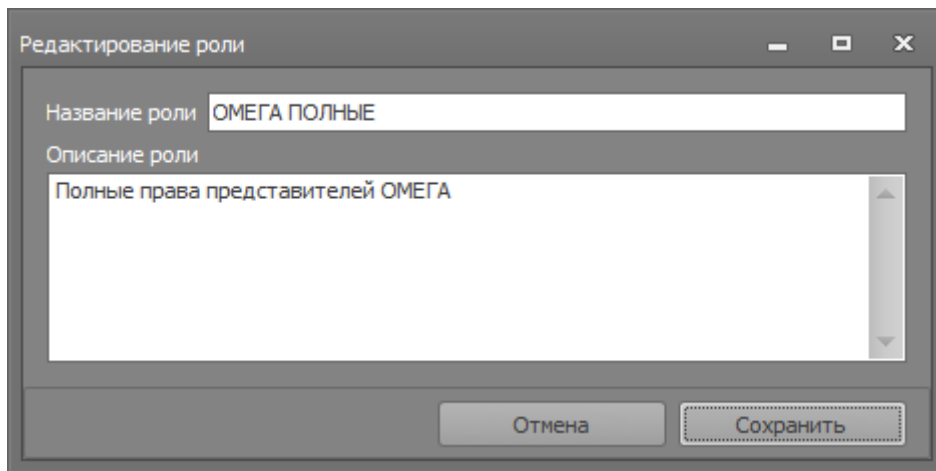 Редактирование роли
Название роли ОМЕГА ПОЛНЫЕ
Описание роли
Полные права представителей ОМЕГА
Отмена Сохранить